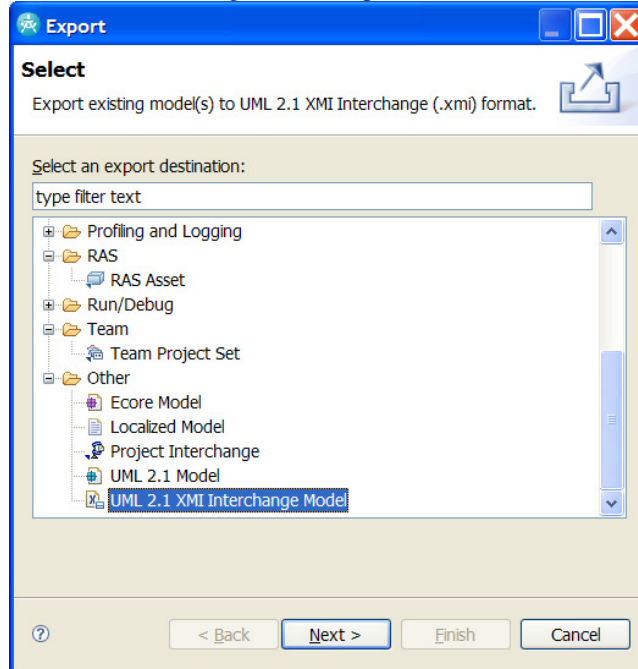 Export
Select
Export existing model(s) to UML 2.1 XMI Interchange (.xmi) format.
Select an export destination:
type filter text
Profiling and Logging
RAS
RAS Asset
Run/Debug
Team
Team Project Set
Other
Ecore Model
Localized Model
Project Interchange
UML 2.1 Model
UML 2.1 XMI Interchange Model
< Back Next > Finish Cancel